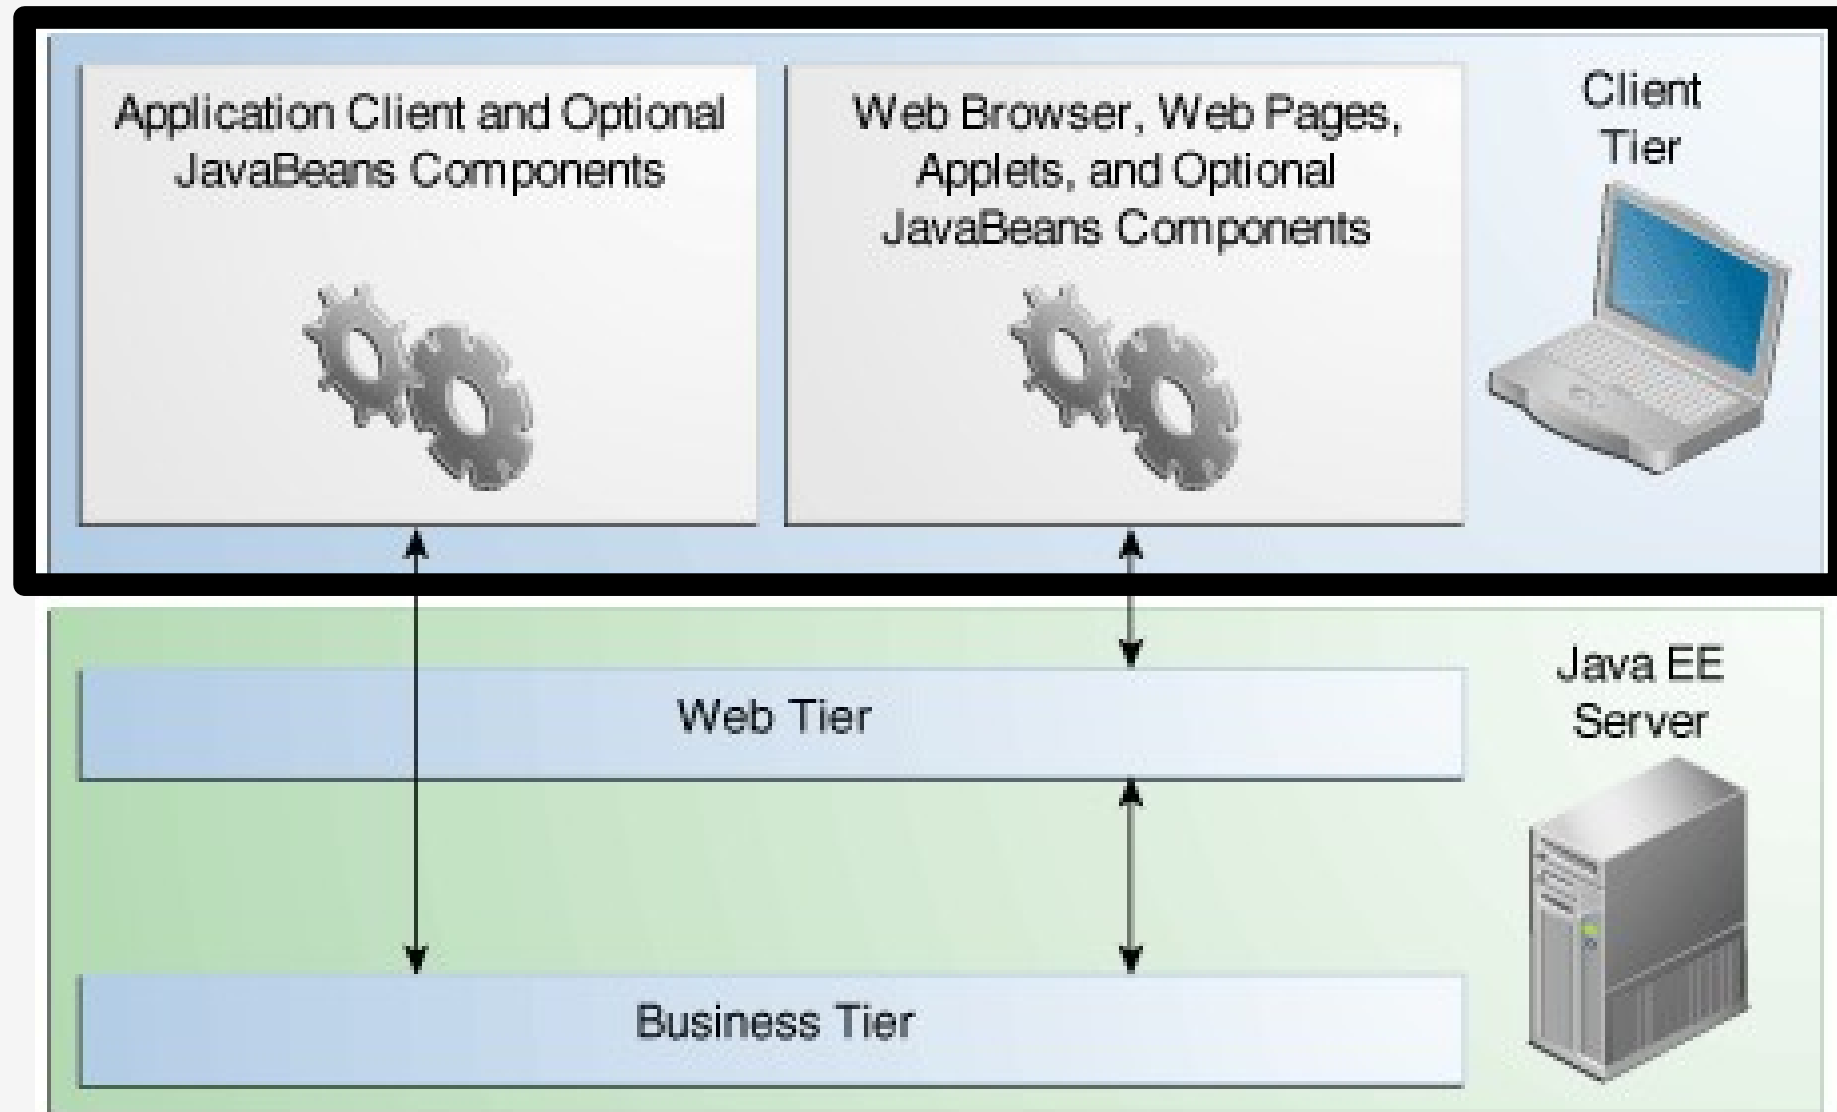 Application Client and Optional
JavaBeans Components
Web Browser, Web Pages,
Applets, and Optional
JavaBeans Components
Client
Tier
Web Tier
Java EE
Server
Business Tier